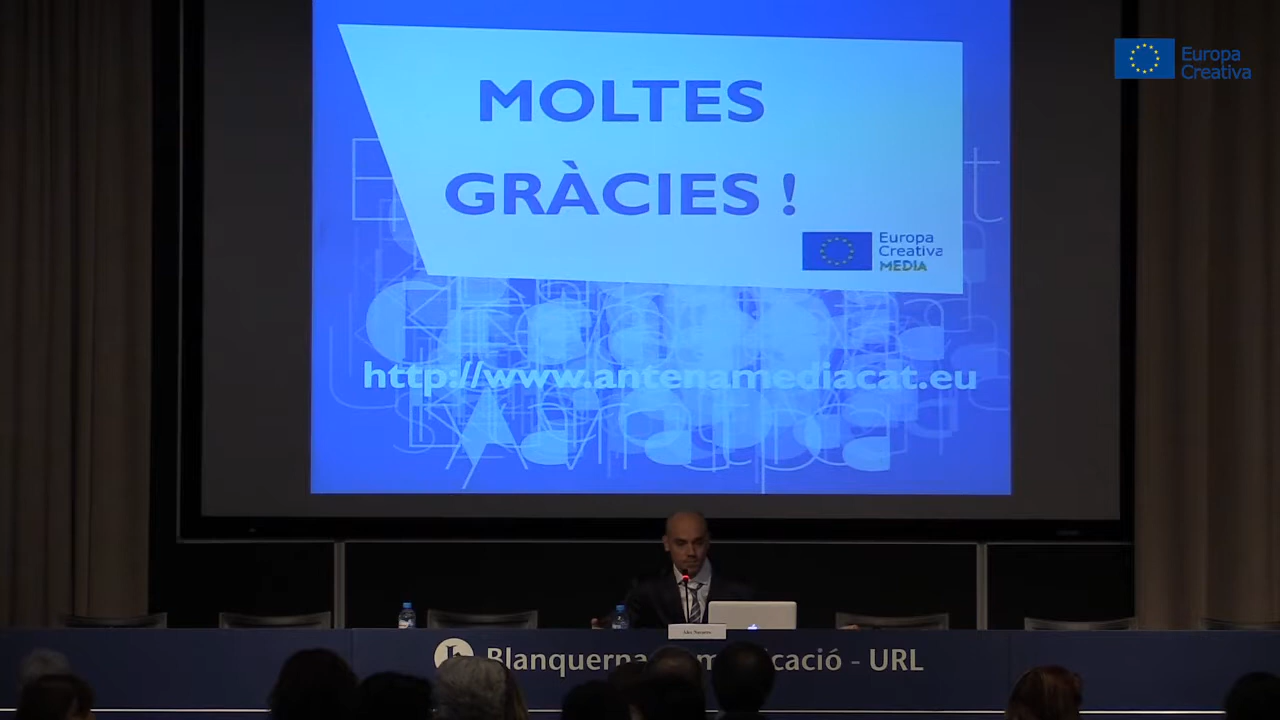 MOLTES
GRÀCIES !
Europa
Creativa
MEDIA
http://www.antenamediacat.eu
Europa
Creativa
Blanquerna
cació - URL